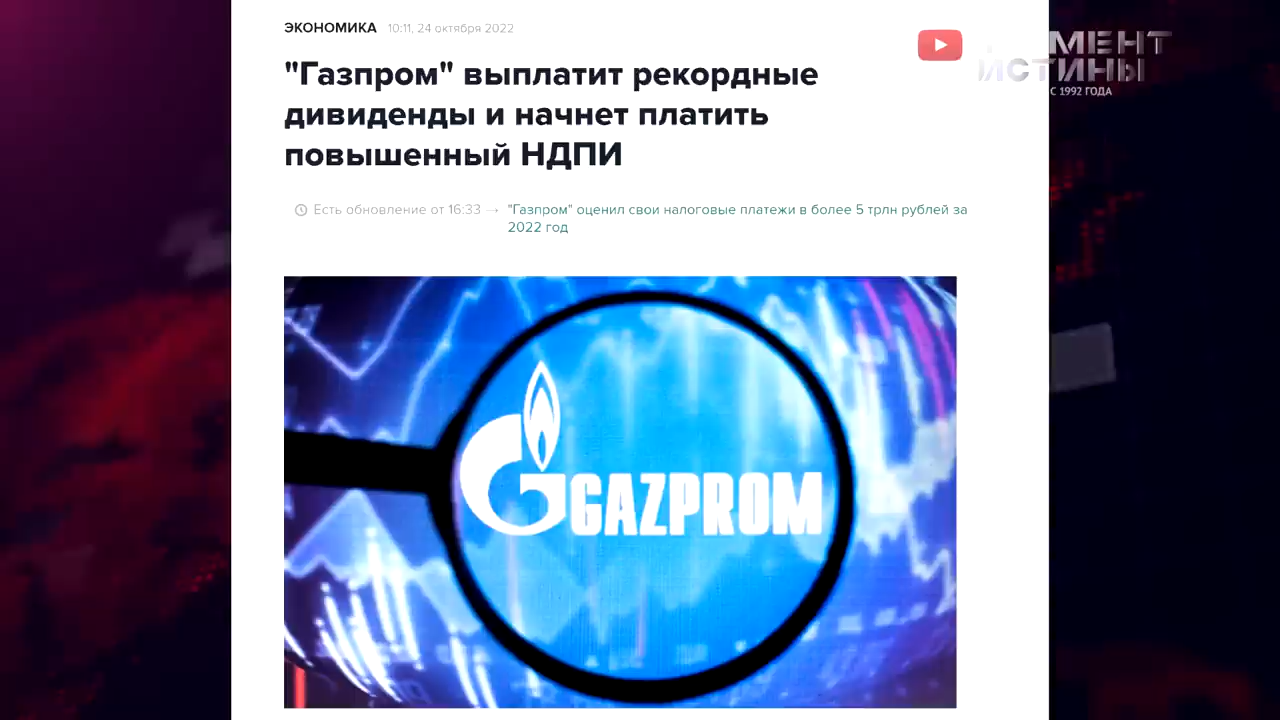 ЭКОНОМИКА 10:11, 24 октября 2022
"Газпром" выплатит рекордные
дивиденды и начнет платить
повышенный НДПИ
Есть обновление от 16:33 → "Газпром" оценил свои налоговые платежи в более 5 трлн рублей за
2022 год
МЕНТ
ИСТИНЫ
С 1992 ГОДА
GAZPROM